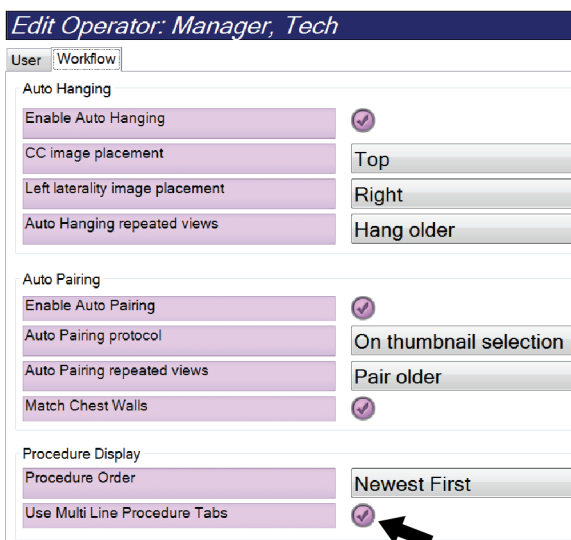 Edit Operator: Manager, Tech
User Workflow
Auto Hanging
Enable Auto Hanging
CC image placement Top
Left laterality image placement Right
Auto Hanging repeated views Hang older
Auto Pairing
Enable Auto Pairing
Auto Pairing protocol On thumbnail selection
Auto Pairing repeated views Pair older
Match Chest Walls
Procedure Display
Procedure Order Newest First
Use Multi Line Procedure Tabs